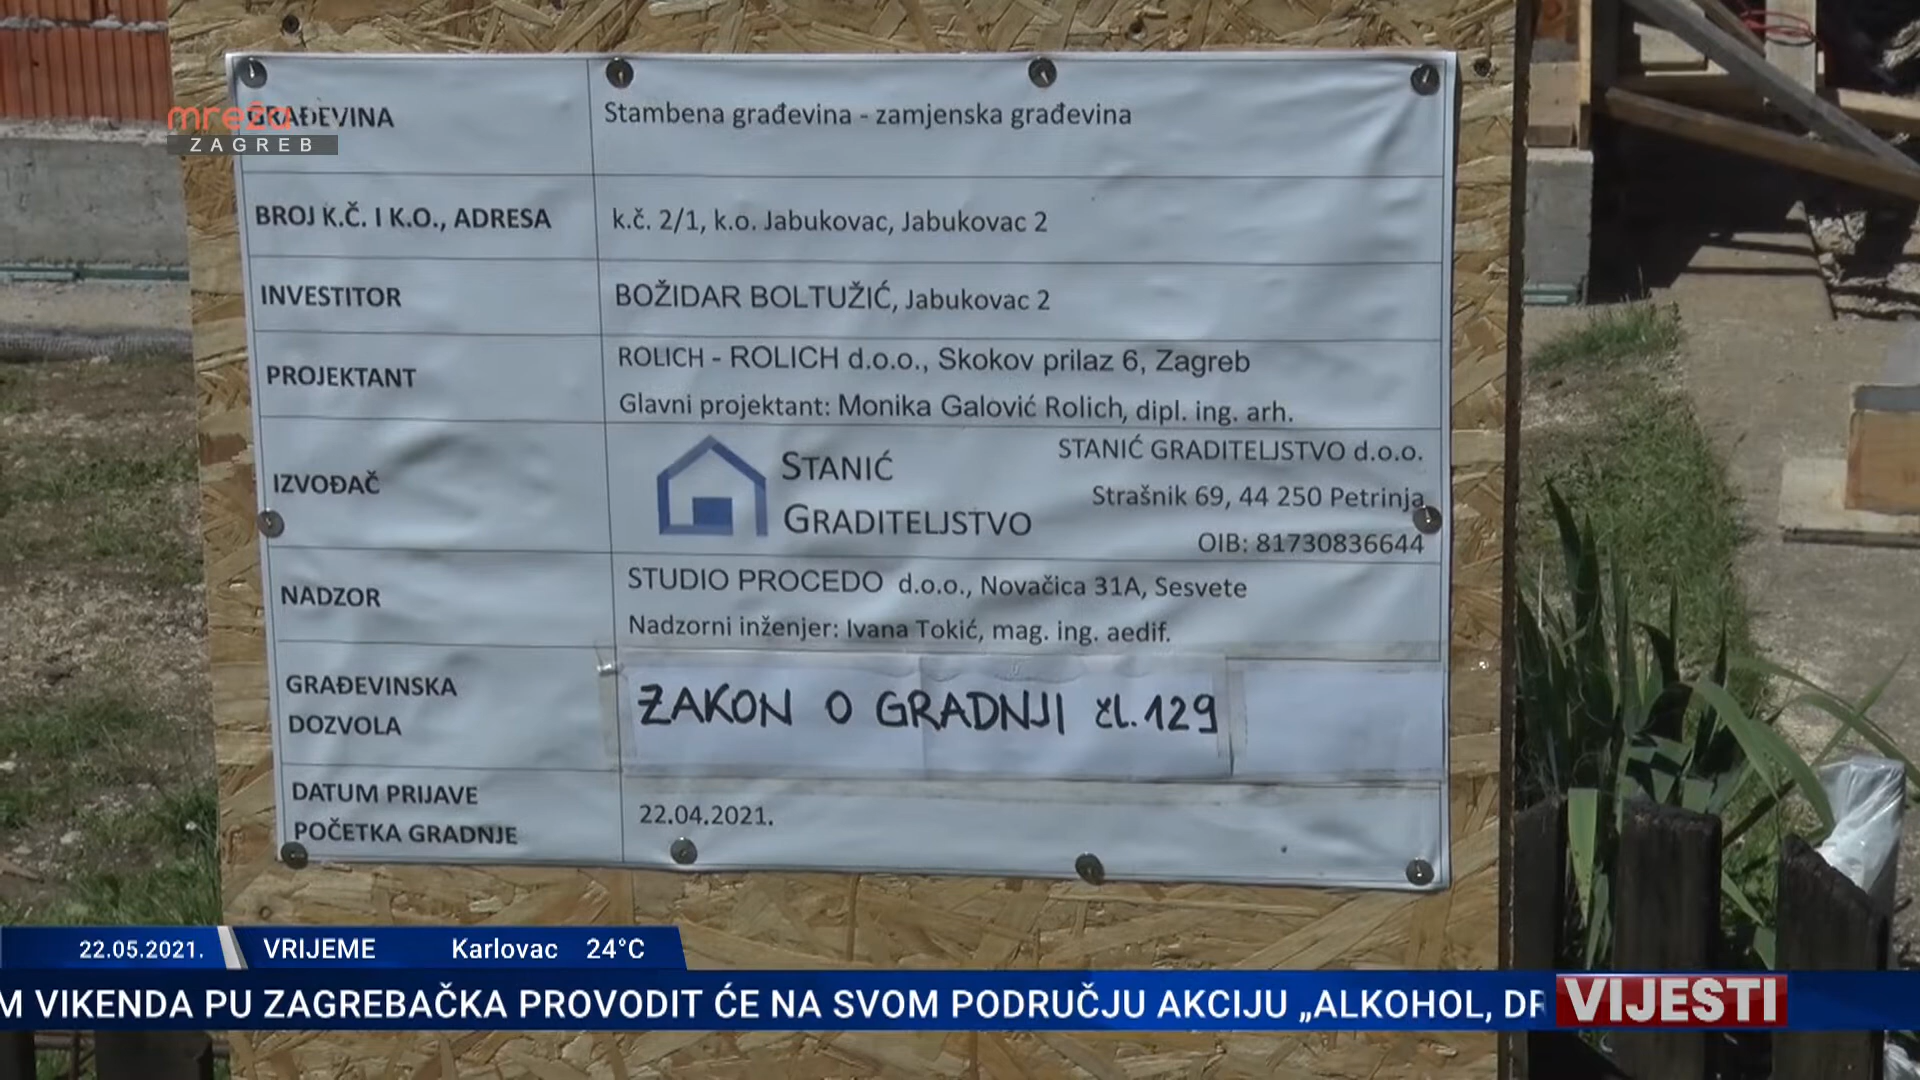 mreža
ZAGREB
GRAĐEVINA
Stambena građevina - zamjenska građevina
BROJ K.Č. I K.O., ADRESA
k.č. 2/1, k.o. Jabukovac, Jabukovac 2
INVESTITOR
BOŽIDAR BOLTUŽIĆ, Jabukovac 2
PROJEKTANT
ROLICH - ROLICH d.o.o., Skokov prilaz 6, Zagreb
Glavni projektant: Monika Galović Rolich, dipl. ing. arh.
IZVOĐAČ
STANIĆ
GRADITELJSTVO
STANIĆ GRADITELJSTVO d.o.o.
Strašnik 69, 44 250 Petrinja
OIB: 81730836644
NADZOR
STUDIO PROCEDO d.o.o., Novačica 31A, Sesvete
Nadzorni inženjer: Ivana Tokić, mag. ing. aedif.
GRAĐEVINSKA
DOZVOLA
ZAKON O GRADNJI čl. 129
DATUM PRIJAVE
POČETKA GRADNJE
22.04.2021.
22.05.2021. VRIJEME Karlovac 24°C
M VIKENDA PU ZAGREBAČKA PROVODIT ĆE NA SVOM PODRUČJU AKCIJU „ALKOHOL, DR
VIJESTI